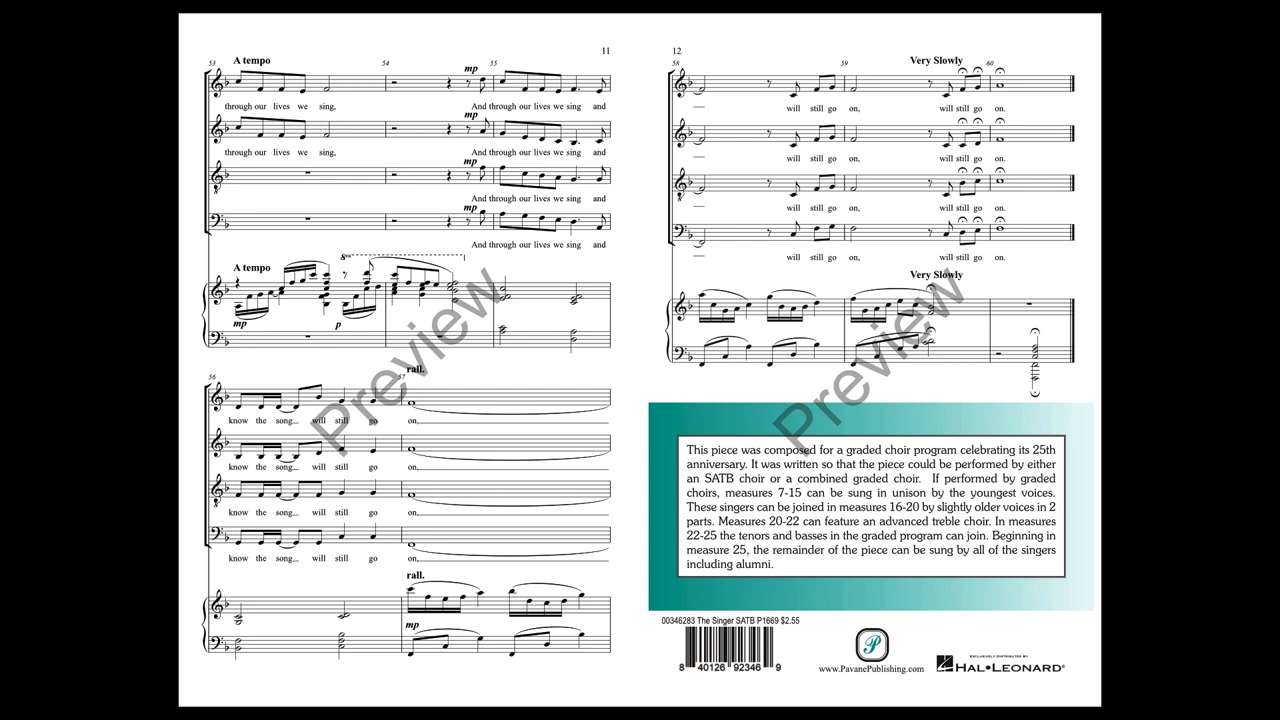 11
53
A tempo
54
mp
55
through our lives we sing, And through our lives we sing and
mp
through our lives we sing, And through our lives we sing and
mp
And through our lives we sing and
mp
And through our lives we sing and
A tempo
8va
mp
p
56
57
rall.
know the song will still go on,
know the song will still go on,
know the song will still go on,
know the song will still go on,
rall.
mp
Preview
12
58
59
Very Slowly
60
will still go on, will still go on.
will still go on, will still go on.
will still go on, will still go on.
will still go on, will still go on.
Very Slowly
Preview
This piece was composed for a graded choir program celebrating its 25th
anniversary. It was written so that the piece could be performed by either
an SATB choir or a combined graded choir. If performed by graded
choirs, measures 7-15 can be sung in unison by the youngest voices.
These singers can be joined in measures 16-20 by slightly older voices in 2
parts. Measures 20-22 can feature an advanced treble choir. In measures
22-25 the tenors and basses in the graded program can join. Beginning in
measure 25, the remainder of the piece can be sung by all of the singers
including alumni.
00346283 The Singer SATB P1669 $2.55
8 40126 92346 9
P
www.PavanePublishing.com
EXCLUSIVELY DISTRIBUTED BY
HAL•LEONARD®